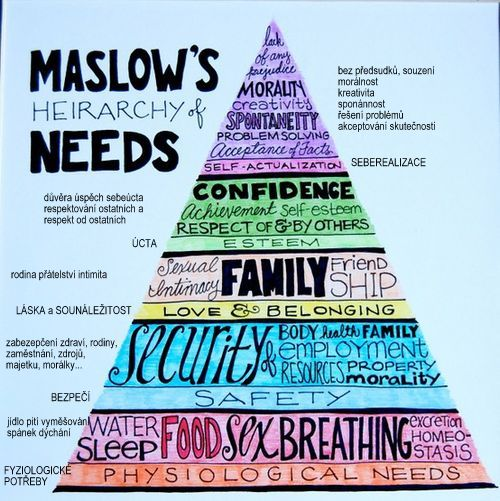 MASLOW'S
HEIRARCHY of
NEEDS
lack
of any
prejudice
MORALITY
creativity
SPONTANEITY
PROBLEM SOLVING
Acceptance of Facts
SELF-ACTUALIZATION
bez předsudků, souzení
morálnost
kreativita
sponánnost
řešení problémů
akceptování skutečnosti
SEBEREALIZACE
CONFIDENCE
Achievement Self-esteem
RESPECT OF & BY OTHERS
ESTEEM
důvěra úspěch sebeúcta
respektování ostatních a
respekt od ostatních
ÚCTA
Sexual
Intimacy
FAMILY
Friend
SHIP
LOVE & BELONGING
rodina přátelství intimita
LÁSKA a SOUNÁLEŽITOST
Security of
BODY health FAMILY
employment
RESOURCES PROPERTY
morality
SAFETY
zabezpečení zdraví, rodiny,
zaměstnání, zdrojů,
majetku, morálky...
BEZPEČÍ
WATER
Sleep
FOOD
Sex
BREATHING
excretion
HOMEO-
STASIS
PHYSIOLOGICAL NEEDS
jídlo pití vyměšování
spánek dýchání
FYZIOLOGICKÉ
POTŘEBY